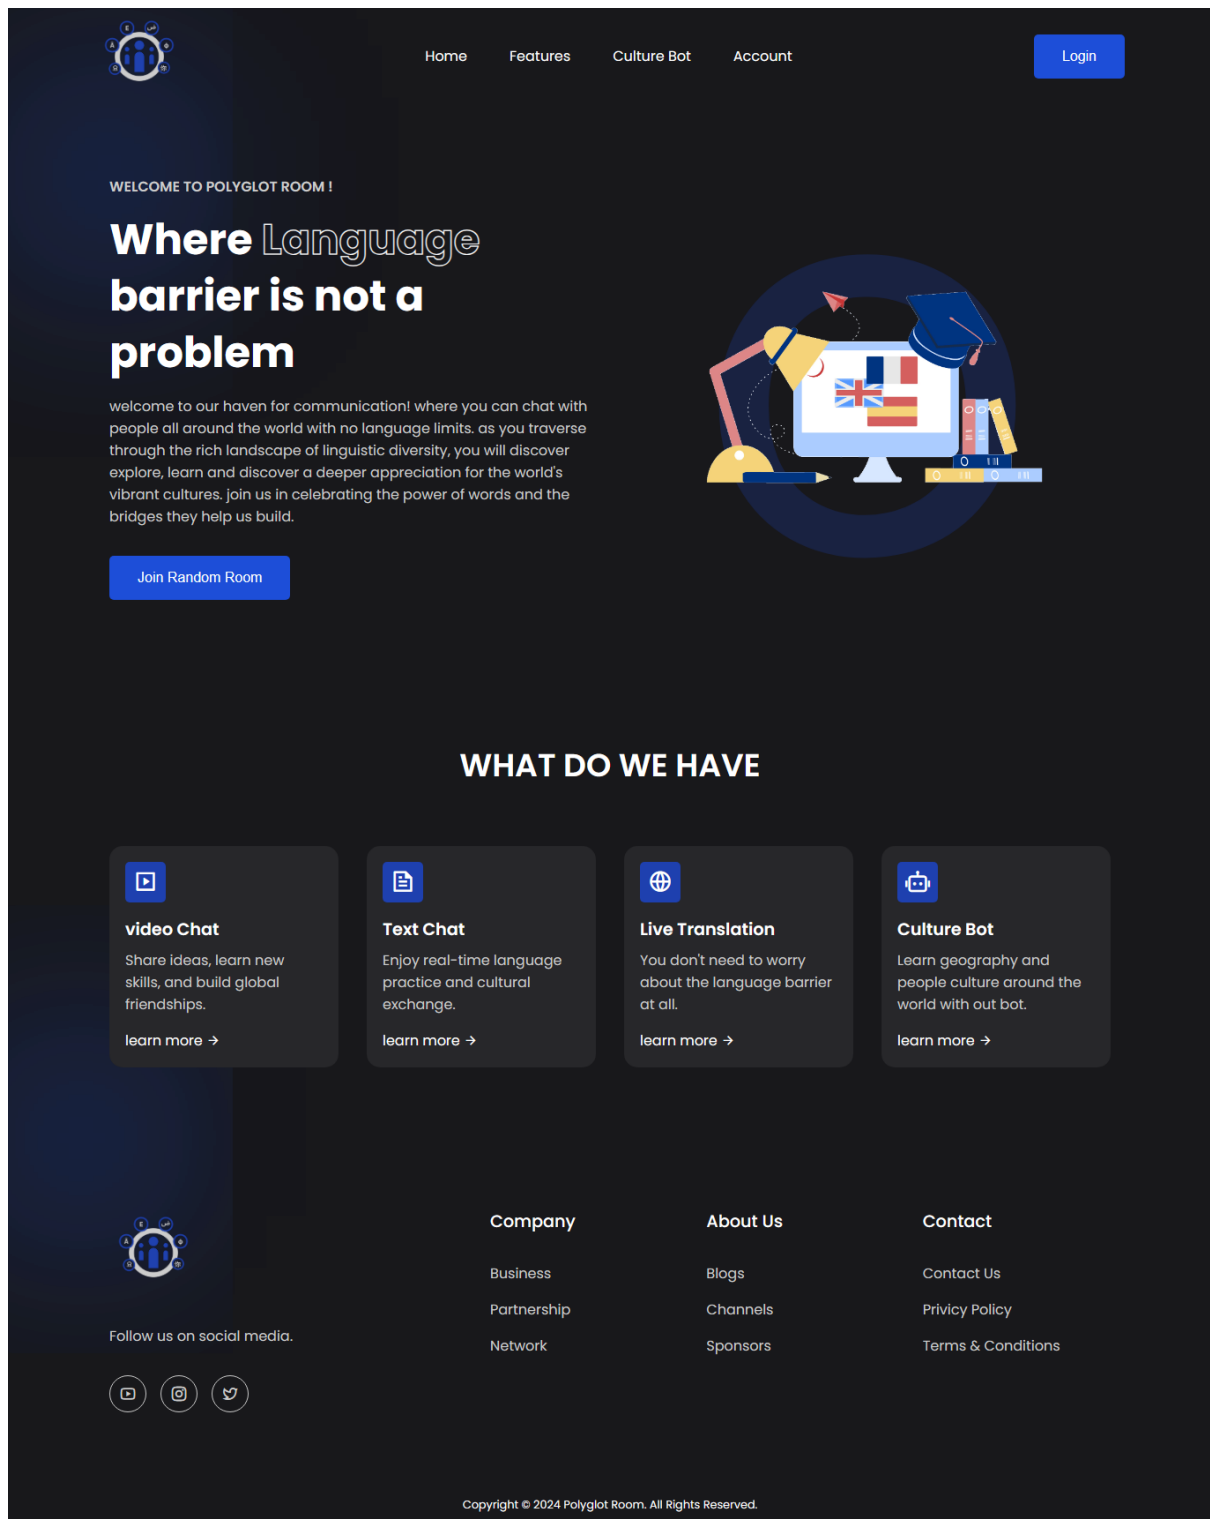 Home Features Culture Bot Account Login
WELCOME TO POLYGLOT ROOM !
Where Language
barrier is not a
problem
welcome to our haven for communication! where you can chat with
people all around the world with no language limits. as you traverse
through the rich landscape of linguistic diversity, you will discover
explore, learn and discover a deeper appreciation for the world's
vibrant cultures. join us in celebrating the power of words and the
bridges they help us build.
Join Random Room
WHAT DO WE HAVE
video Chat
Share ideas, learn new
skills, and build global
friendships.
learn more →
Text Chat
Enjoy real-time language
practice and cultural
exchange.
learn more →
Live Translation
You don't need to worry
about the language barrier
at all.
learn more →
Culture Bot
Learn geography and
people culture around the
world with out bot.
learn more →
Follow us on social media.
Company
Business
Partnership
Network
About Us
Blogs
Channels
Sponsors
Contact
Contact Us
Privicy Policy
Terms & Conditions
Copyright © 2024 Polyglot Room. All Rights Reserved.